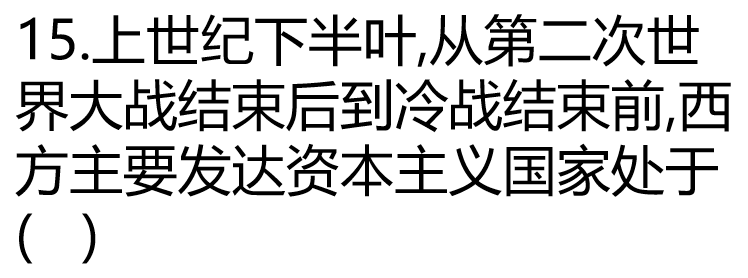 15.上世纪下半叶,从第二次世
界大战结束后到冷战结束前,西
方主要发达资本主义国家处于
(   )